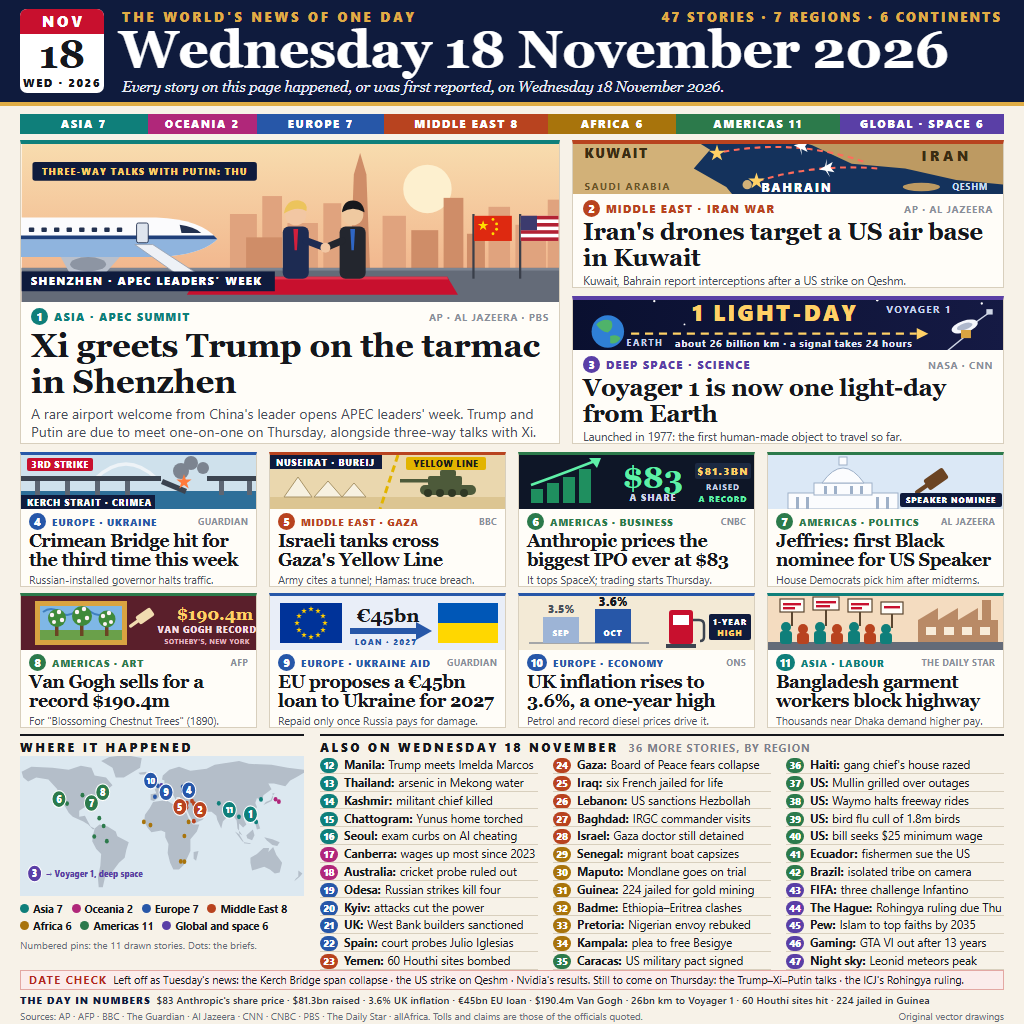 NOV
18
WED · 2026
THE WORLD'S NEWS OF ONE DAY
47 STORIES · 7 REGIONS · 6 CONTINENTS
Wednesday 18 November 2026
Every story on this page happened, or was first reported, on Wednesday 18 November 2026.
ASIA 7
OCEANIA 2
EUROPE 7
MIDDLE EAST 8
AFRICA 6
AMERICAS 11
GLOBAL · SPACE 6
THREE-WAY TALKS WITH PUTIN: THU
SHENZHEN · APEC LEADERS' WEEK
1 ASIA · APEC SUMMIT
AP · AL JAZEERA · PBS
Xi greets Trump on the tarmac
in Shenzhen
A rare airport welcome from China's leader opens APEC leaders' week. Trump and
Putin are due to meet one-on-one on Thursday, alongside three-way talks with Xi.
KUWAIT
IRAN
SAUDI ARABIA
BAHRAIN
QESHM
2 MIDDLE EAST · IRAN WAR
AP · AL JAZEERA
Iran's drones target a US air base
in Kuwait
Kuwait, Bahrain report interceptions after a US strike on Qeshm.
1 LIGHT-DAY
VOYAGER 1
EARTH
about 26 billion km · a signal takes 24 hours
3 DEEP SPACE · SCIENCE
NASA · CNN
Voyager 1 is now one light-day
from Earth
Launched in 1977: the first human-made object to travel so far.
3RD STRIKE
KERCH STRAIT · CRIMEA
4 EUROPE · UKRAINE
GUARDIAN
Crimean Bridge hit for
the third time this week
Russian-installed governor halts traffic.
NUSEIRAT · BUREIJ
YELLOW LINE
5 MIDDLE EAST · GAZA
BBC
Israeli tanks cross
Gaza's Yellow Line
Army cites a tunnel; Hamas: truce breach.
$83
A SHARE
$81.3BN
RAISED
A RECORD
6 AMERICAS · BUSINESS
CNBC
Anthropic prices the
biggest IPO ever at $83
It tops SpaceX; trading starts Thursday.
SPEAKER NOMINEE
7 AMERICAS · POLITICS
AL JAZEERA
Jeffries: first Black
nominee for US Speaker
House Democrats pick him after midterms.
$190.4m
VAN GOGH RECORD
SOTHEBY'S, NEW YORK
8 AMERICAS · ART
AFP
Van Gogh sells for a
record $190.4m
For "Blossoming Chestnut Trees" (1890).
€45bn
LOAN · 2027
9 EUROPE · UKRAINE AID
GUARDIAN
EU proposes a €45bn
loan to Ukraine for 2027
Repaid only once Russia pays for damage.
3.5%
SEP
3.6%
OCT
1-YEAR
HIGH
10 EUROPE · ECONOMY
ONS
UK inflation rises to
3.6%, a one-year high
Petrol and record diesel prices drive it.
11 ASIA · LABOUR
THE DAILY STAR
Bangladesh garment
workers block highway
Thousands near Dhaka demand higher pay.
WHERE IT HAPPENED
10
4
9
8
6
7
5
2
11
1
3 → Voyager 1, deep space
Asia 7
Oceania 2
Europe 7
Middle East 8
Africa 6
Americas 11
Global and space 6
Numbered pins: the 11 drawn stories. Dots: the briefs.
ALSO ON WEDNESDAY 18 NOVEMBER 36 MORE STORIES, BY REGION
12 Manila: Trump meets Imelda Marcos
13 Thailand: arsenic in Mekong water
14 Kashmir: militant chief killed
15 Chattogram: Yunus home torched
16 Seoul: exam curbs on AI cheating
17 Canberra: wages up most since 2023
18 Australia: cricket probe ruled out
19 Odesa: Russian strikes kill four
20 Kyiv: attacks cut the power
21 UK: West Bank builders sanctioned
22 Spain: court probes Julio Iglesias
23 Yemen: 60 Houthi sites bombed
24 Gaza: Board of Peace fears collapse
25 Iraq: six French jailed for life
26 Lebanon: US sanctions Hezbollah
27 Baghdad: IRGC commander visits
28 Israel: Gaza doctor still detained
29 Senegal: migrant boat capsizes
30 Maputo: Mondlane goes on trial
31 Guinea: 224 jailed for gold mining
32 Badme: Ethiopia–Eritrea clashes
33 Pretoria: Nigerian envoy rebuked
34 Kampala: plea to free Besigye
35 Caracas: US military pact signed
36 Haiti: gang chief's house razed
37 US: Mullin grilled over outages
38 US: Waymo halts freeway rides
39 US: bird flu cull of 1.8m birds
40 US: bill seeks $25 minimum wage
41 Ecuador: fishermen sue the US
42 Brazil: isolated tribe on camera
43 FIFA: three challenge Infantino
44 The Hague: Rohingya ruling due Thu
45 Pew: Islam to top faiths by 2035
46 Gaming: GTA VI out after 13 years
47 Night sky: Leonid meteors peak
DATE CHECK Left off as Tuesday's news: the Kerch Bridge span collapse · the US strike on Qeshm · Nvidia's results. Still to come on Thursday: the Trump–Xi–Putin talks · the ICJ's Rohingya ruling.
THE DAY IN NUMBERS $83 Anthropic's share price · $81.3bn raised · 3.6% UK inflation · €45bn EU loan · $190.4m Van Gogh · 26bn km to Voyager 1 · 60 Houthi sites hit · 224 jailed in Guinea
Sources: AP · AFP · BBC · The Guardian · Al Jazeera · CNN · CNBC · PBS · The Daily Star · allAfrica. Tolls and claims are those of the officials quoted.
Original vector drawings